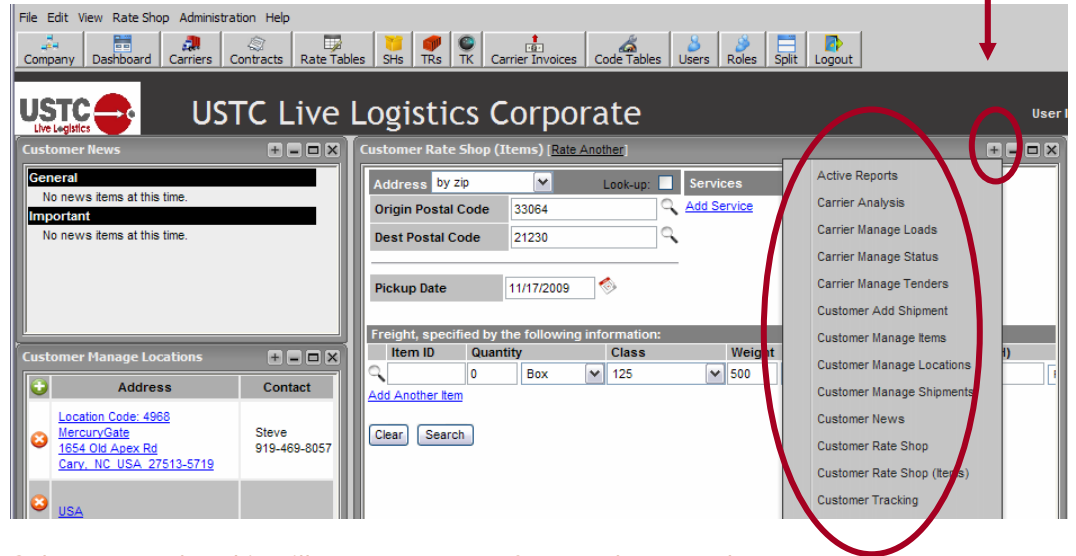 File Edit View Rate Shop Administration Help
Company Dashboard Carriers Contracts Rate Tables SHs TRs TK Carrier Invoices Code Tables Users Roles Split Logout
USTC
Live Logistics
USTC Live Logistics Corporate
User
Customer News
General
No news items at this time.
Important
No news items at this time.
Customer Manage Locations
Address Contact
Location Code: 4968
MercuryGate
1654 Old Apex Rd
Cary, NC USA 27513-5719
Steve
919-469-8057
USA
Customer Rate Shop (Items) [Rate Another]
Address by zip Look-up: Services
Origin Postal Code 33064 Add Service
Dest Postal Code 21230
Pickup Date 11/17/2009
Freight, specified by the following information:
Item ID Quantity Class Weight H)
0 Box 125 500
Add Another Item
Clear Search
Active Reports
Carrier Analysis
Carrier Manage Loads
Carrier Manage Status
Carrier Manage Tenders
Customer Add Shipment
Customer Manage Items
Customer Manage Locations
Customer Manage Shipments
Customer News
Customer Rate Shop
Customer Rate Shop (Items)
Customer Tracking